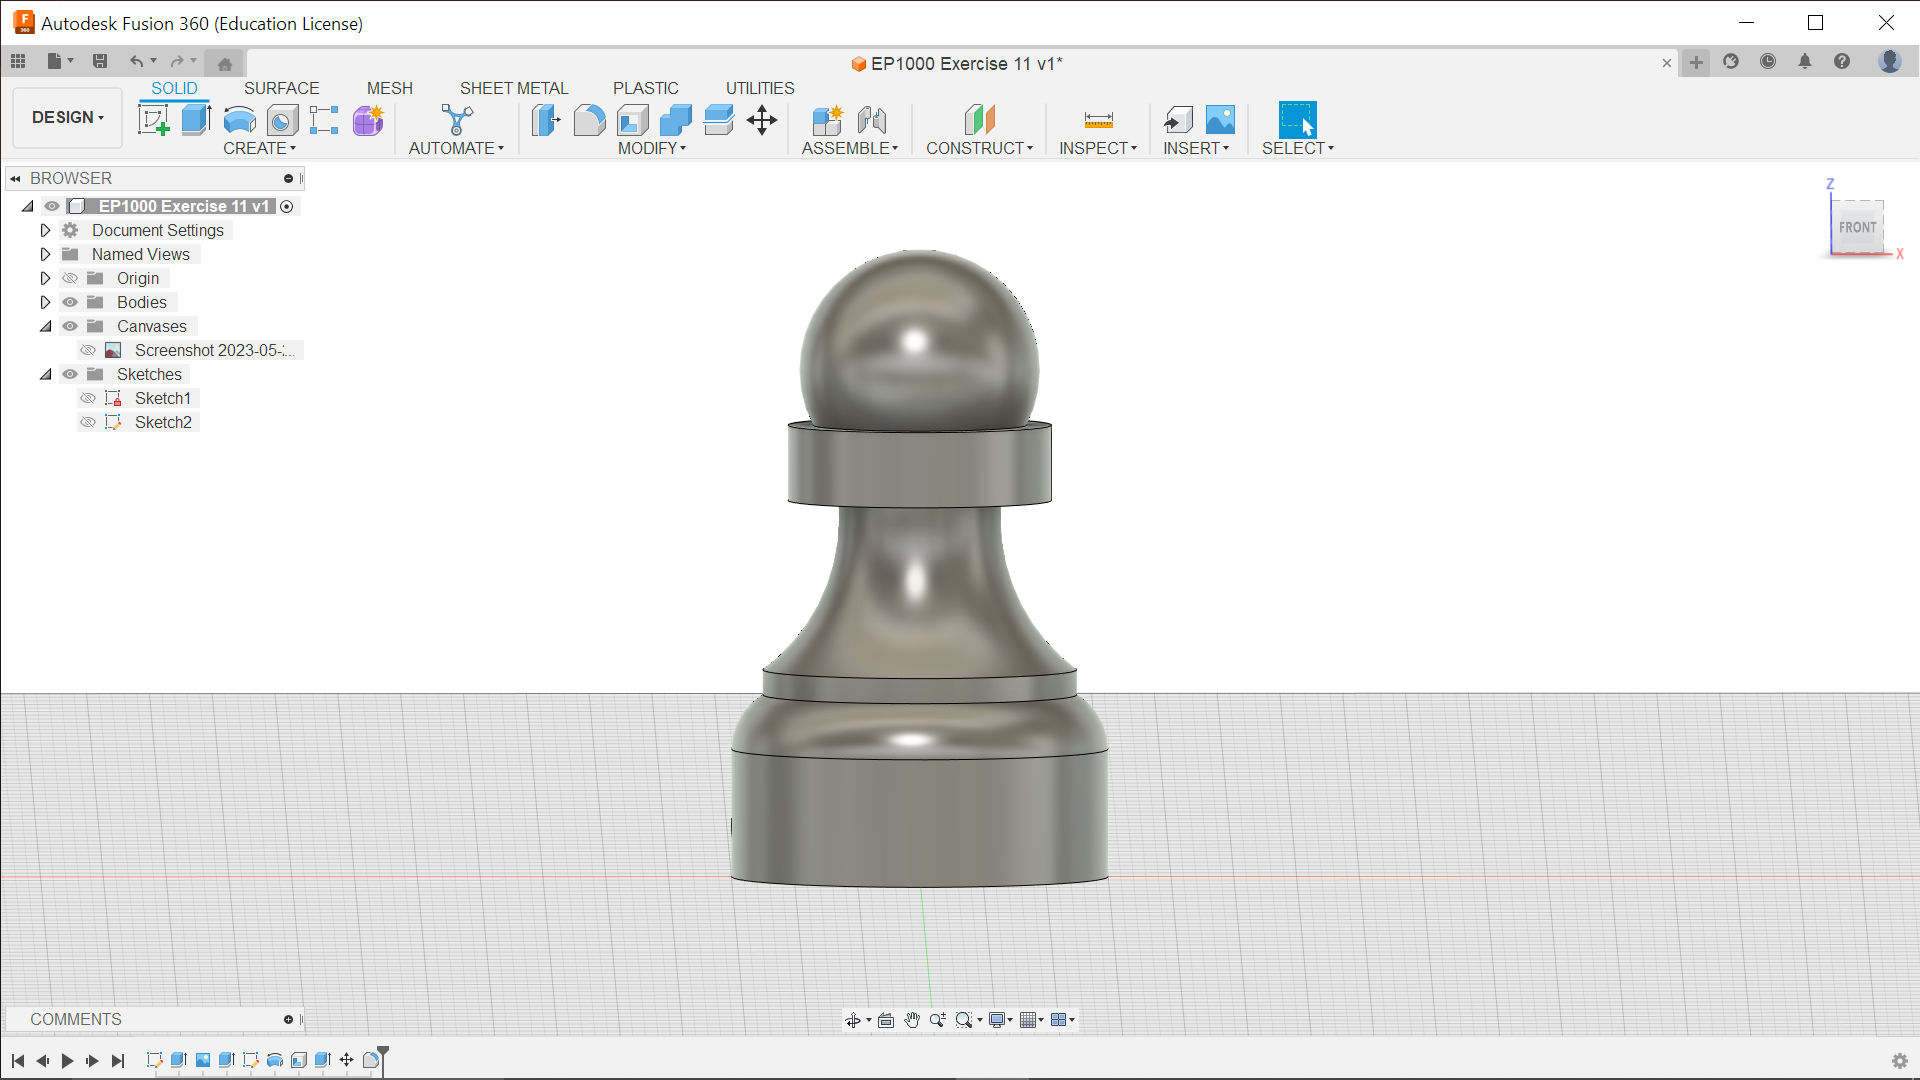 Autodesk Fusion 360 (Education License)
EP1000 Exercise 11 v1*
SOLID SURFACE MESH SHEET METAL PLASTIC UTILITIES
DESIGN
CREATE AUTOMATE MODIFY ASSEMBLE CONSTRUCT INSPECT INSERT SELECT
BROWSER
EP1000 Exercise 11 v1
Document Settings
Named Views
Origin
Bodies
Canvases
Screenshot 2023-05-:...
Sketches
Sketch1
Sketch2
Z
FRONT
X
COMMENTS